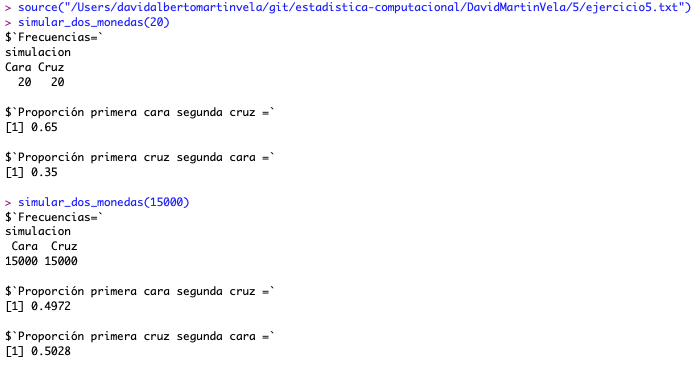 > source("/Users/davidalbertomartinvela/git/estadistica-computacional/DavidMartinVela/5/ejercicio5.txt")
> simular_dos_monedas(20)
$`Frecuencias=`
simulacion
Cara Cruz
  20   20

$`Proporción primera cara segunda cruz =`
[1] 0.65

$`Proporción primera cruz segunda cara =`
[1] 0.35

> simular_dos_monedas(15000)
$`Frecuencias=`
simulacion
 Cara  Cruz
15000 15000

$`Proporción primera cara segunda cruz =`
[1] 0.4972

$`Proporción primera cruz segunda cara =`
[1] 0.5028